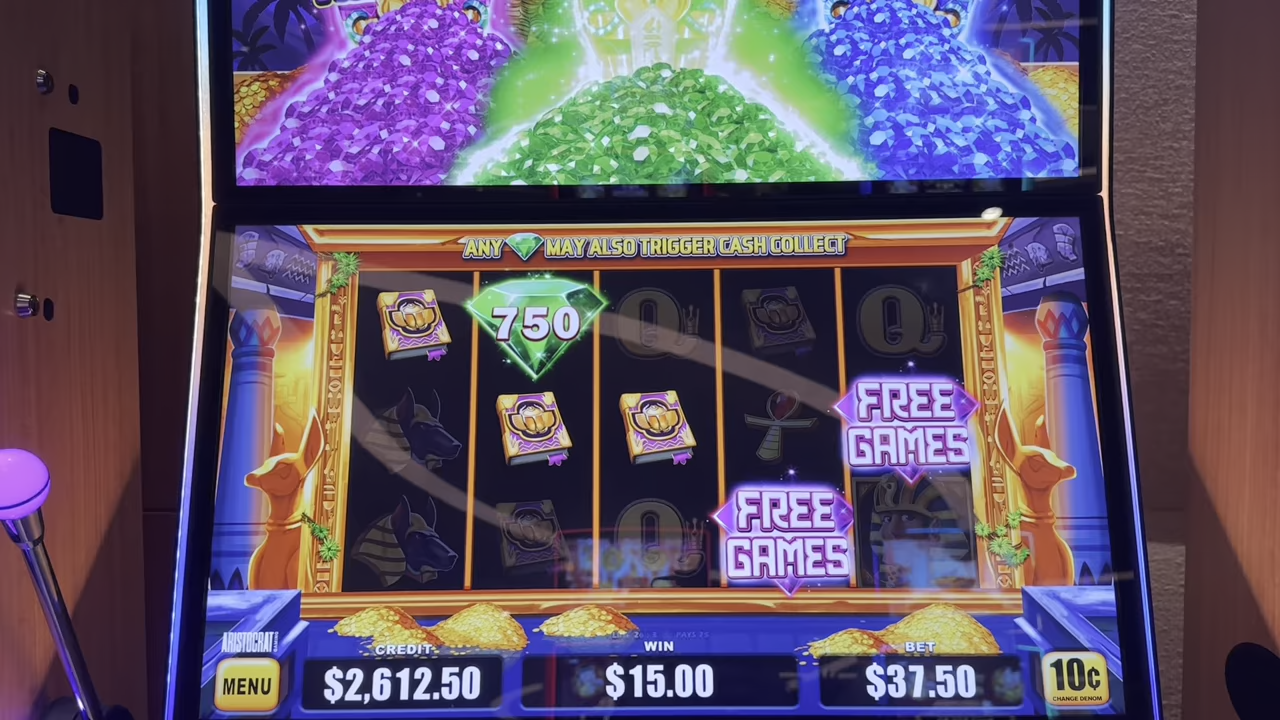 ANY MAY ALSO TRIGGER CASH COLLECT
750
Q
Q
FREE
GAMES
FREE
GAMES
Q
ARISTOCRAT
CREDIT
WIN
BET
MENU
$2,612.50
$15.00
$37.50
10¢
CHANGE DENOM